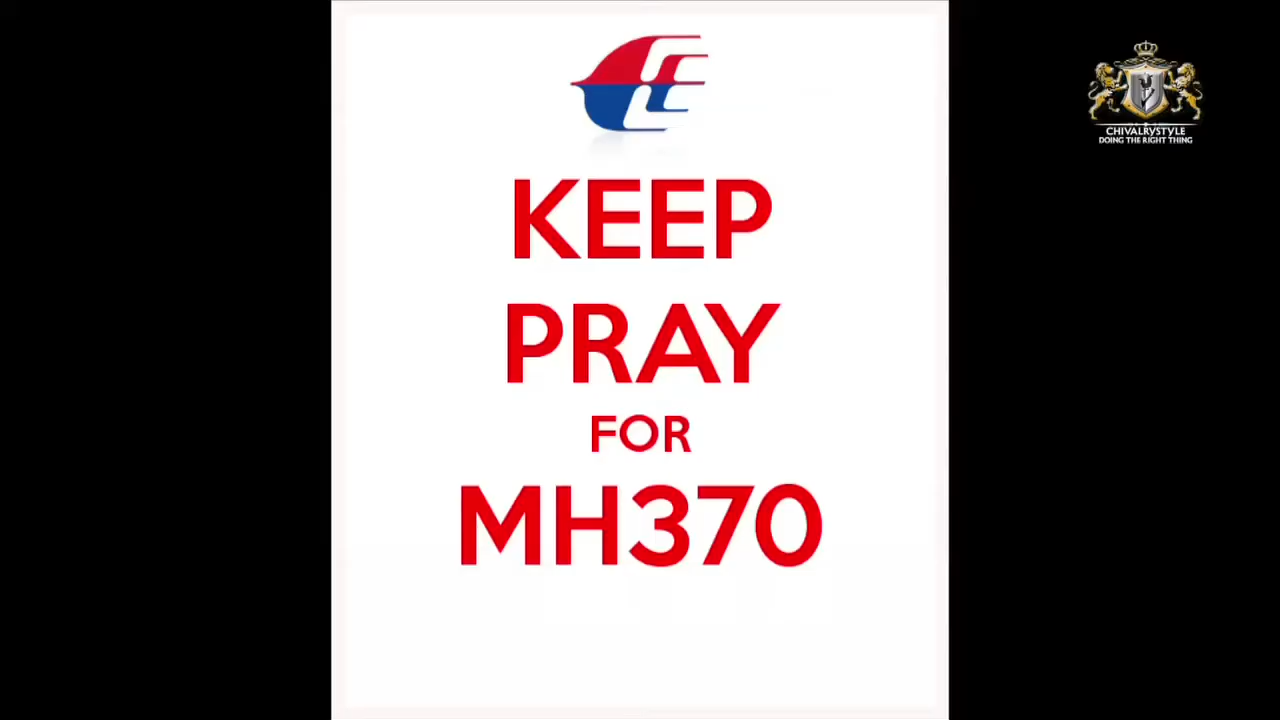 KEEP
PRAY
FOR
MH370
CHIVALRYSTYLE
DOING THE RIGHT THING